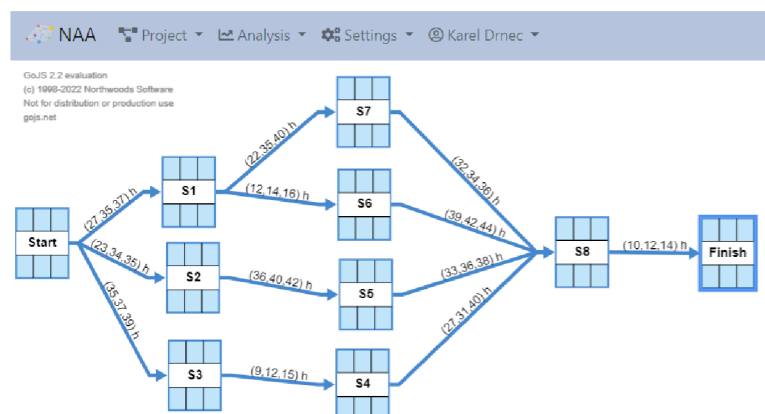 NAA Project Analysis Settings Karel Drnec
GoJS 2.2 evaluation
(c) 1998-2022 Northwoods Software
Not for distribution or production use
gojs.net
S7
(22,35,40) h
(32,34,36) h
S1
(27,35,37) h
(12,14,16) h
S6
(39,42,44) h
Start
(23,34,35) h
S2
(36,40,42) h
S5
(33,36,38) h
S8
(10,12,14) h
Finish
(35,37,39) h
S3
(9,12,15) h
S4
(27,31,40) h